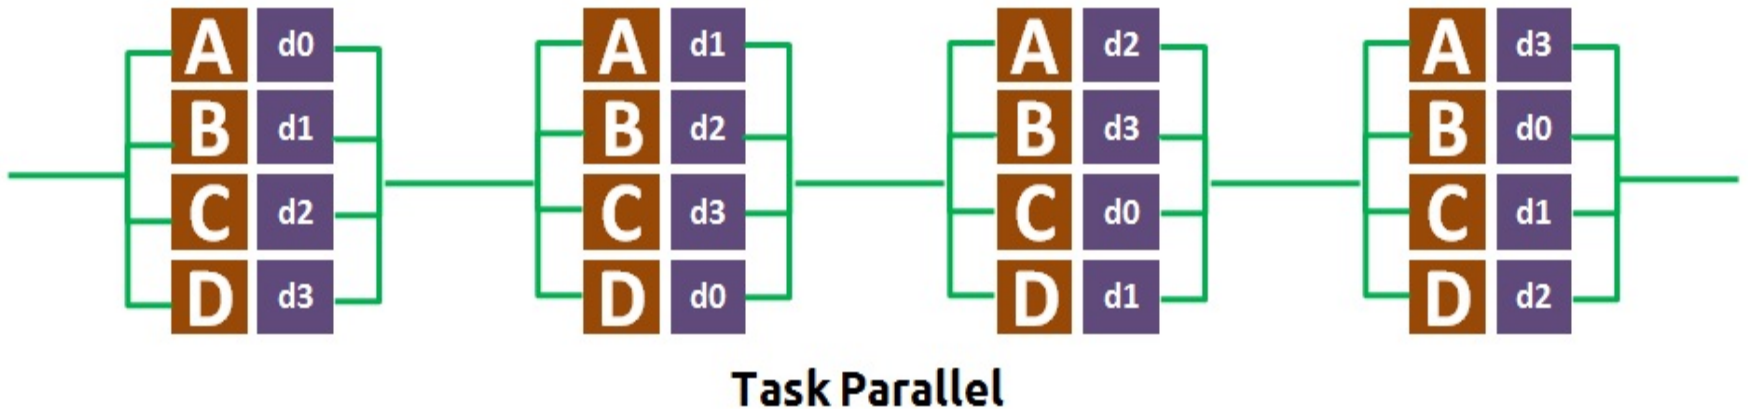 A d0 A d1 A d2 A d3
B d1 B d2 B d3 B d0
C d2 C d3 C d0 C d1
D d3 D d0 D d1 D d2
Task Parallel